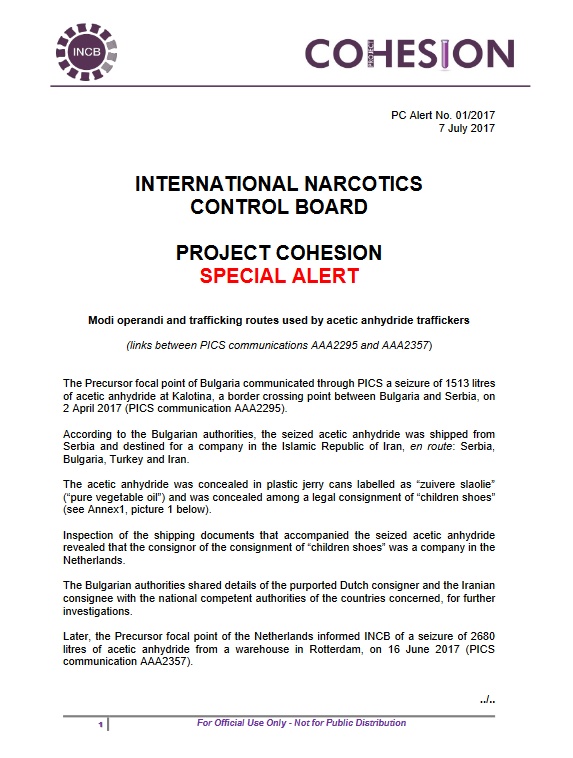 INCB
COHESION
PROJECT
PC Alert No. 01/2017
7 July 2017
INTERNATIONAL NARCOTICS
CONTROL BOARD
PROJECT COHESION
SPECIAL ALERT
Modi operandi and trafficking routes used by acetic anhydride traffickers
(links between PICS communications AAA2295 and AAA2357)
The Precursor focal point of Bulgaria communicated through PICS a seizure of 1513 litres
of acetic anhydride at Kalotina, a border crossing point between Bulgaria and Serbia, on
2 April 2017 (PICS communication AAA2295).
According to the Bulgarian authorities, the seized acetic anhydride was shipped from
Serbia and destined for a company in the Islamic Republic of Iran, en route: Serbia,
Bulgaria, Turkey and Iran.
The acetic anhydride was concealed in plastic jerry cans labelled as “zuivere slaolie”
(“pure vegetable oil”) and was concealed among a legal consignment of “children shoes”
(see Annex1, picture 1 below).
Inspection of the shipping documents that accompanied the seized acetic anhydride
revealed that the consignor of the consignment of “children shoes” was a company in the
Netherlands.
The Bulgarian authorities shared details of the purported Dutch consigner and the Iranian
consignee with the national competent authorities of the countries concerned, for further
investigations.
Later, the Precursor focal point of the Netherlands informed INCB of a seizure of 2680
litres of acetic anhydride from a warehouse in Rotterdam, on 16 June 2017 (PICS
communication AAA2357).
../..
1
For Official Use Only - Not for Public Distribution